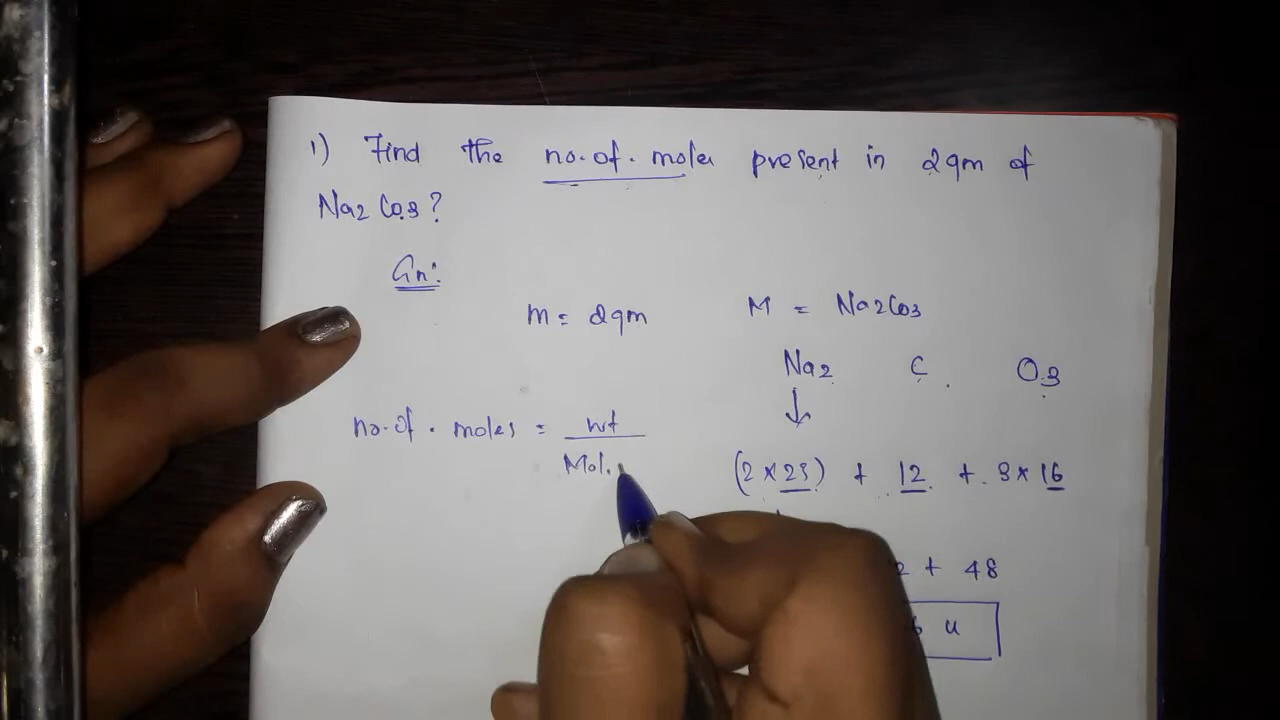 1) Find the no.of. moles present in 2gm of
Na2 Co3?
Gn:
m = 2gm
M = Na2Co3
Na2 C O3
no.of. moles = wt
Mol.
(2 x 23) + 12 + 3 x 16
+ 48
u